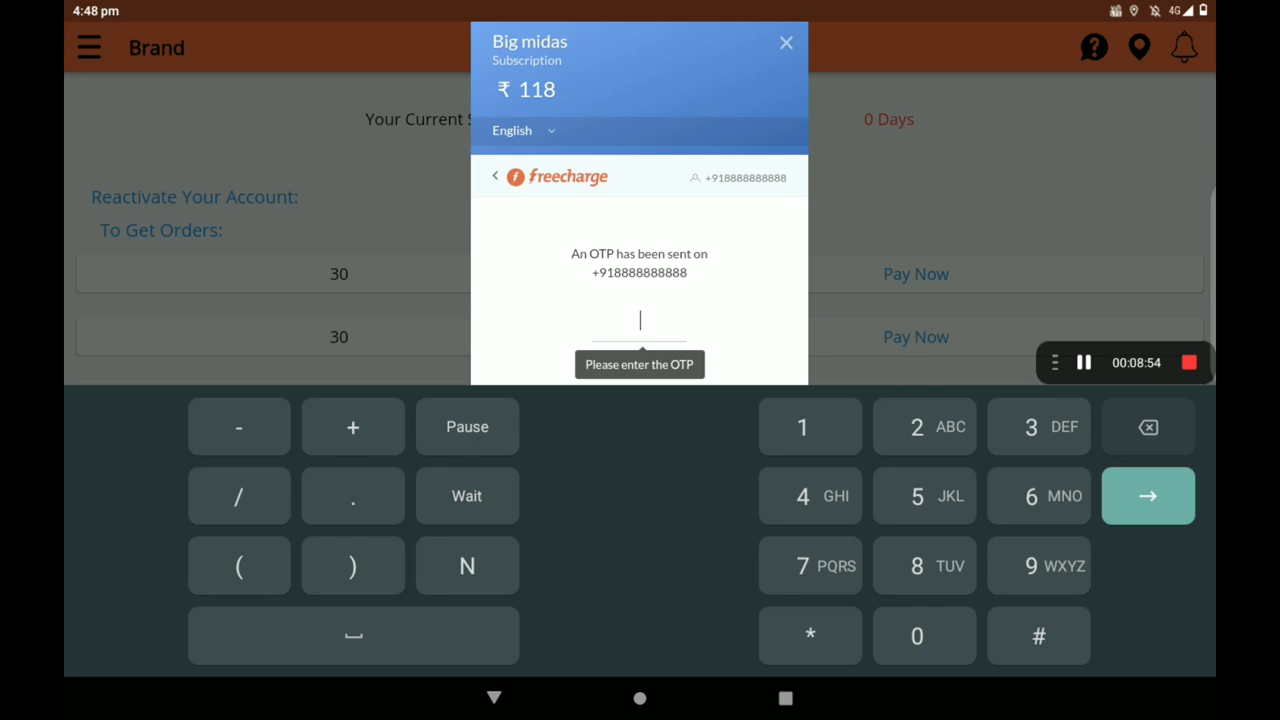 4:48 pm
4G
Brand
Big midas
Subscription
₹ 118
English
Your Current S
0 Days
freecharge
+918888888888
Reactivate Your Account:
To Get Orders:
An OTP has been sent on
+918888888888
30
Pay Now
30
Pay Now
Please enter the OTP
00:08:54
- + Pause 1 2 ABC 3 DEF
/ . Wait 4 GHI 5 JKL 6 MNO →
( ) N 7 PQRS 8 TUV 9 WXYZ
* 0 #